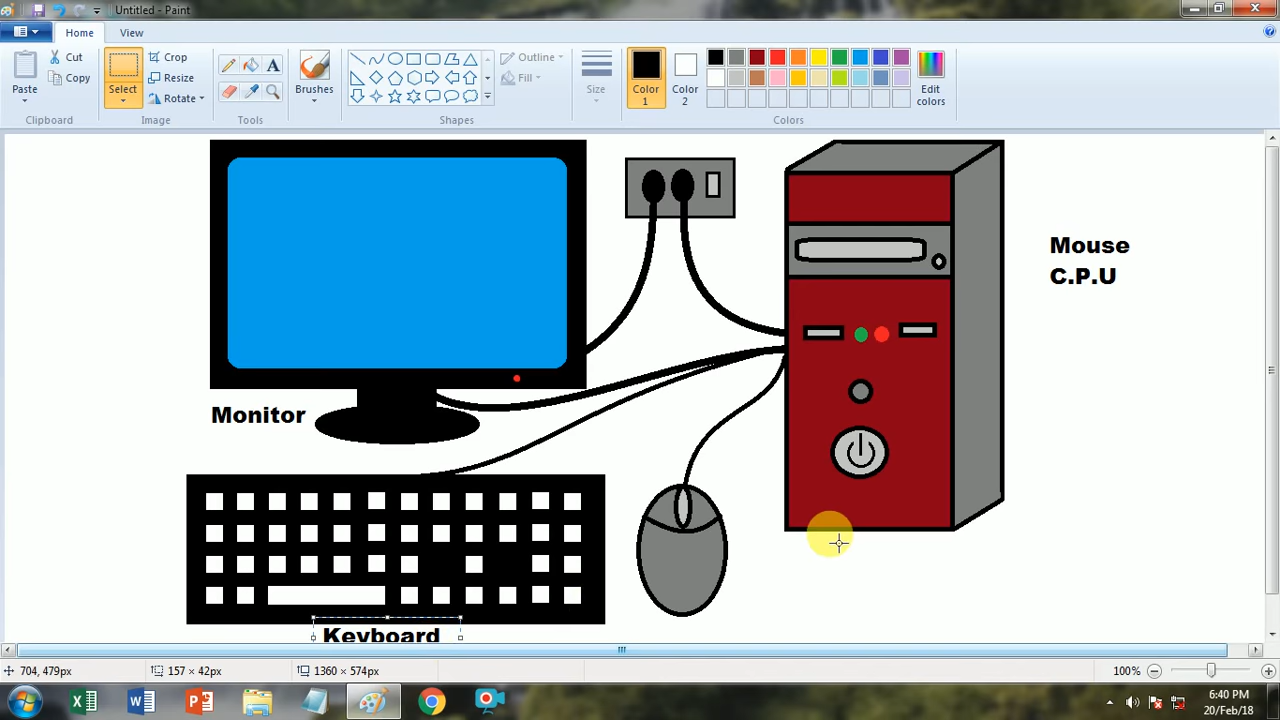 Untitled - Paint
Home
View
Paste
Cut
Copy
Clipboard
Select
Crop
Resize
Rotate
Image
Tools
Brushes
Shapes
Outline
Fill
Size
Color 1
Color 2
Edit colors
Colors
Mouse
C.P.U
Monitor
Keyboard
704, 479px
157 × 42px
1360 × 574px
100%
6:40 PM
20/Feb/18